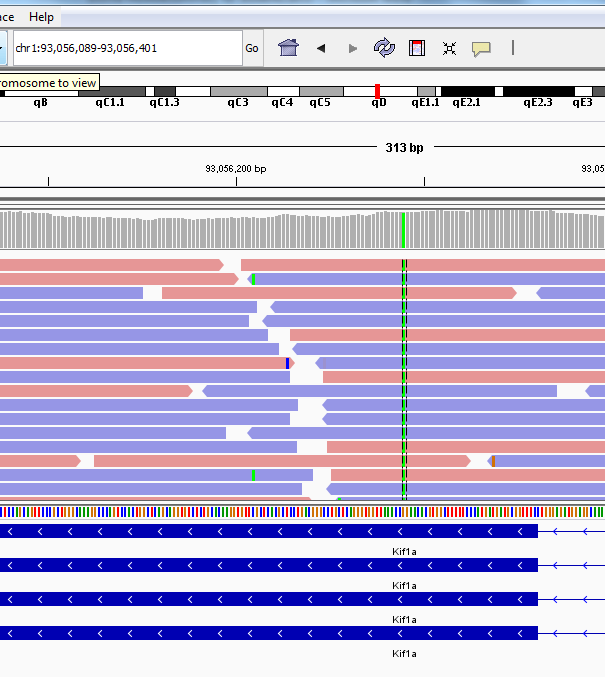 nce Help
chr1:93,056,089-93,056,401 Go
romosome to view
qB qC1.1 qC1.3 qC3 qC4 qC5 qD qE1.1 qE2.1 qE2.3 qE3
313 bp
93,056,200 bp 93,05
Kif1a
Kif1a
Kif1a
Kif1a